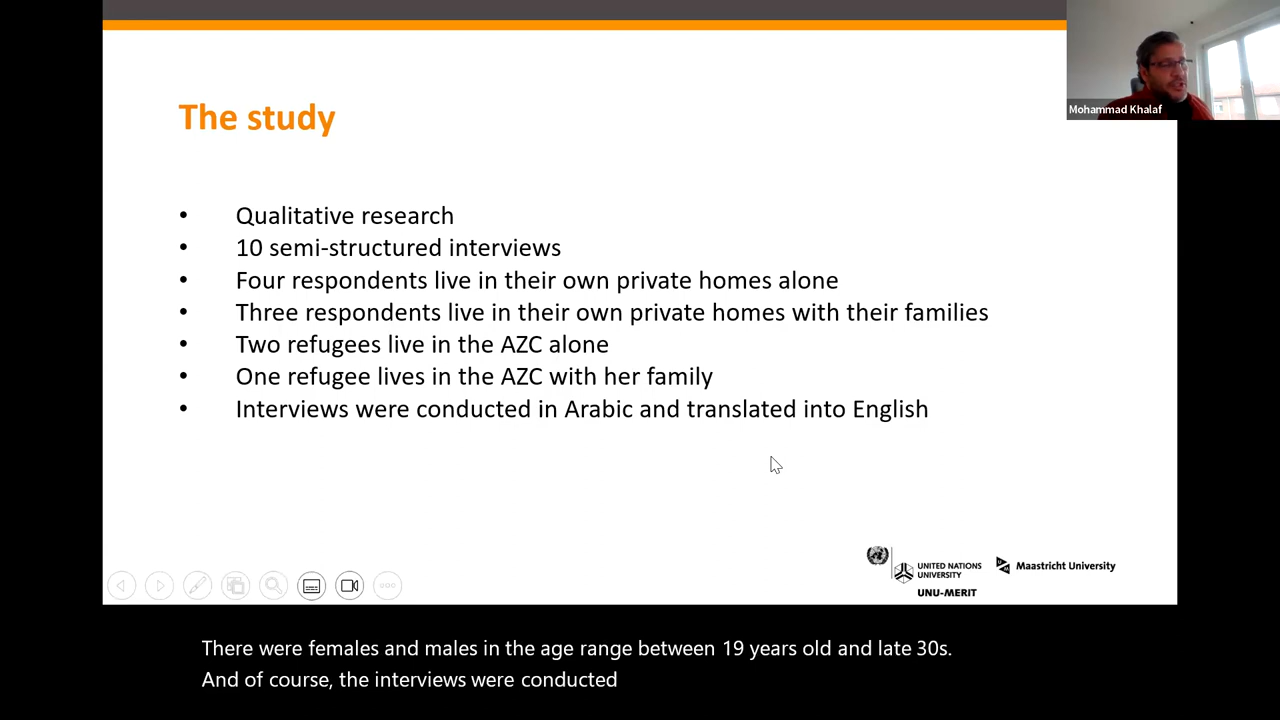 Mohammad Khalaf
The study
• Qualitative research
• 10 semi-structured interviews
• Four respondents live in their own private homes alone
• Three respondents live in their own private homes with their families
• Two refugees live in the AZC alone
• One refugee lives in the AZC with her family
• Interviews were conducted in Arabic and translated into English
UNITED NATIONS
UNIVERSITY
UNU-MERIT
Maastricht University
There were females and males in the age range between 19 years old and late 30s.
And of course, the interviews were conducted